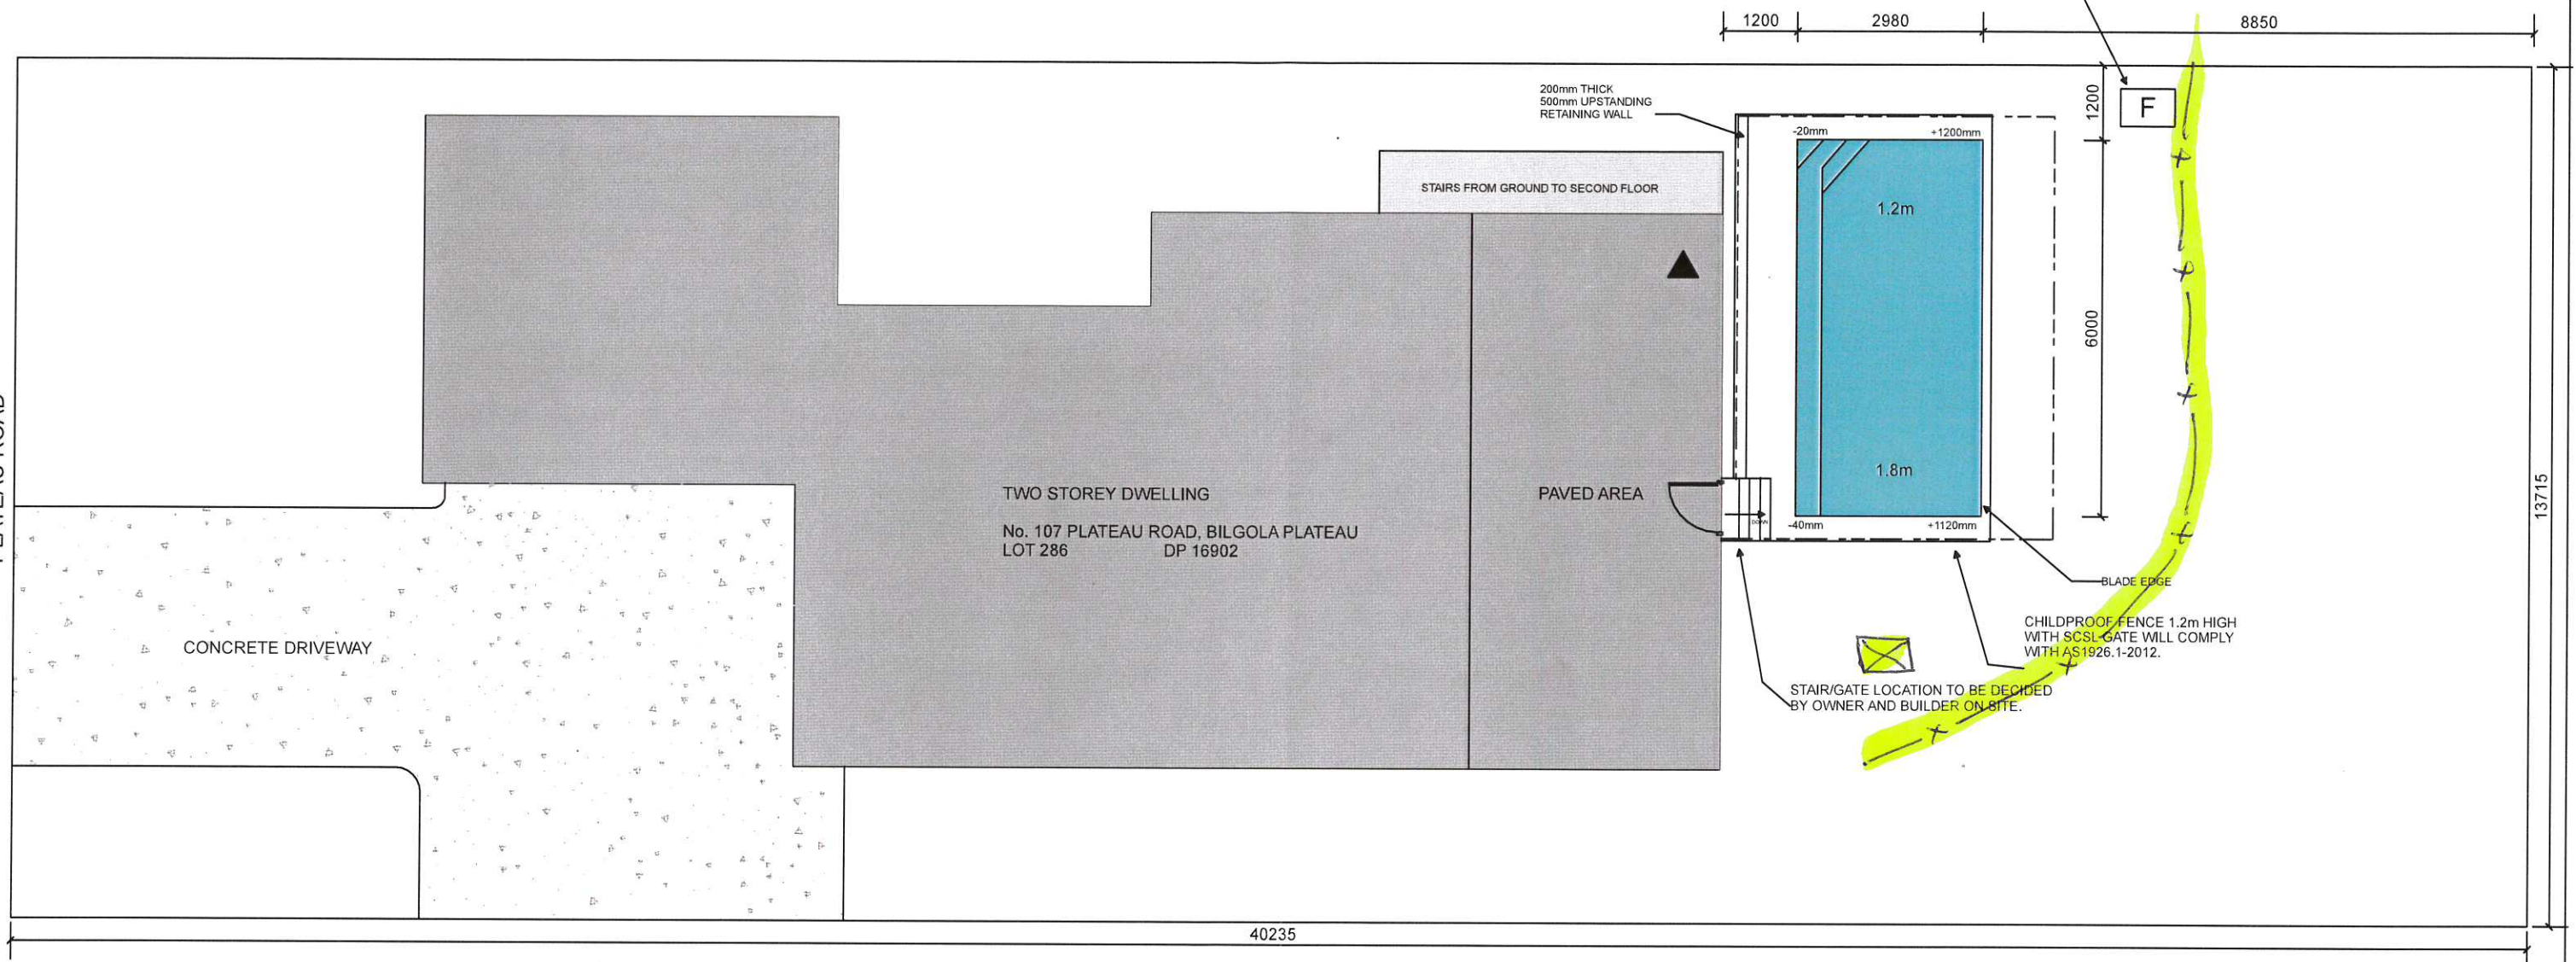 1200
2980
8850
200mm THICK
500mm UPSTANDING
RETAINING WALL
1200
F
-20mm
+1200mm
STAIRS FROM GROUND TO SECOND FLOOR
1.2m
6000
1.8m
13715
TWO STOREY DWELLING
PAVED AREA
DOWN
-40mm
+1120mm
No. 107 PLATEAU ROAD, BILGOLA PLATEAU
LOT 286 DP 16902
BLADE EDGE
CHILDPROOF FENCE 1.2m HIGH
WITH SCSL GATE WILL COMPLY
WITH AS1926.1-2012.
CONCRETE DRIVEWAY
STAIR/GATE LOCATION TO BE DECIDED
BY OWNER AND BUILDER ON SITE.
40235